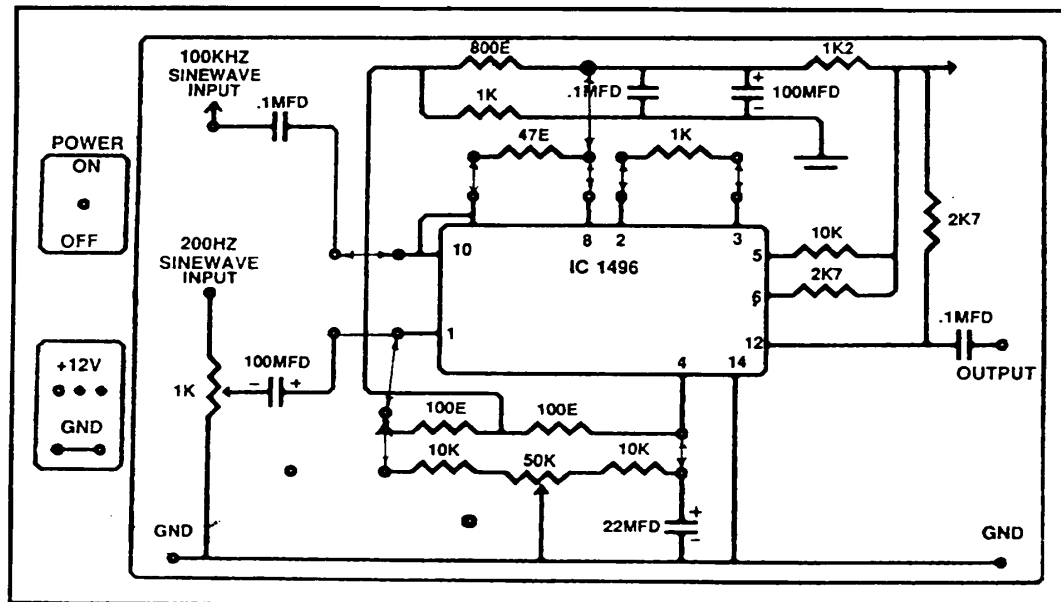 100KHZ
SINEWAVE
INPUT
.1MFD
800E
1K2
1K
.1MFD
+
100MFD
-
47E
1K
POWER
ON
OFF
200HZ
SINEWAVE
INPUT
10
8
2
3
IC 1496
5
10K
2K7
6
2K7
1
12
.1MFD
OUTPUT
4
14
+12V
GND
1K
100MFD
-
+
100E
100E
10K
50K
10K
22MFD
+
-
GND
GND